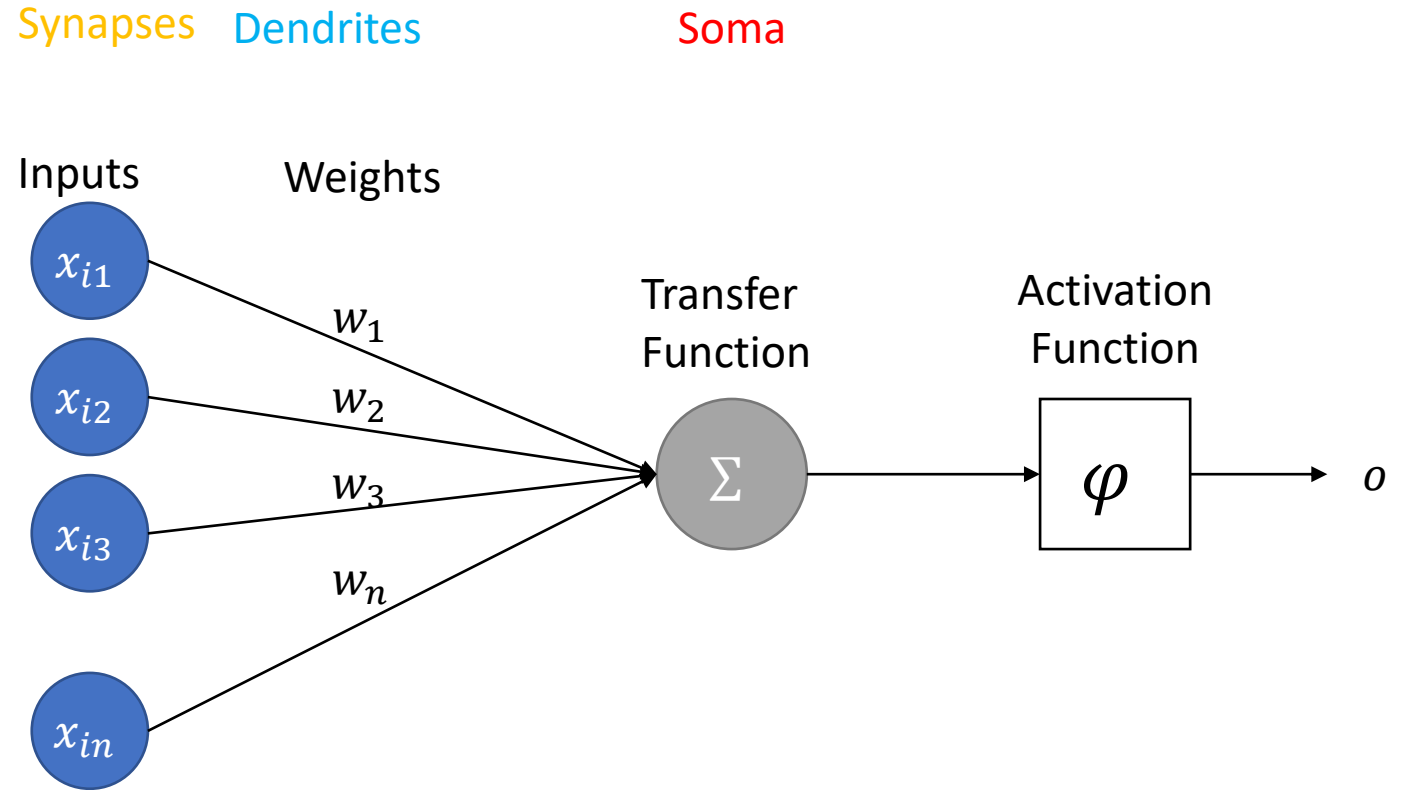 Synapses Dendrites Soma
Inputs Weights
x_{i1}
x_{i2}
x_{i3}
x_{in}
w_1
w_2
w_3
w_n
Transfer
Function
Σ
Activation
Function
φ
o